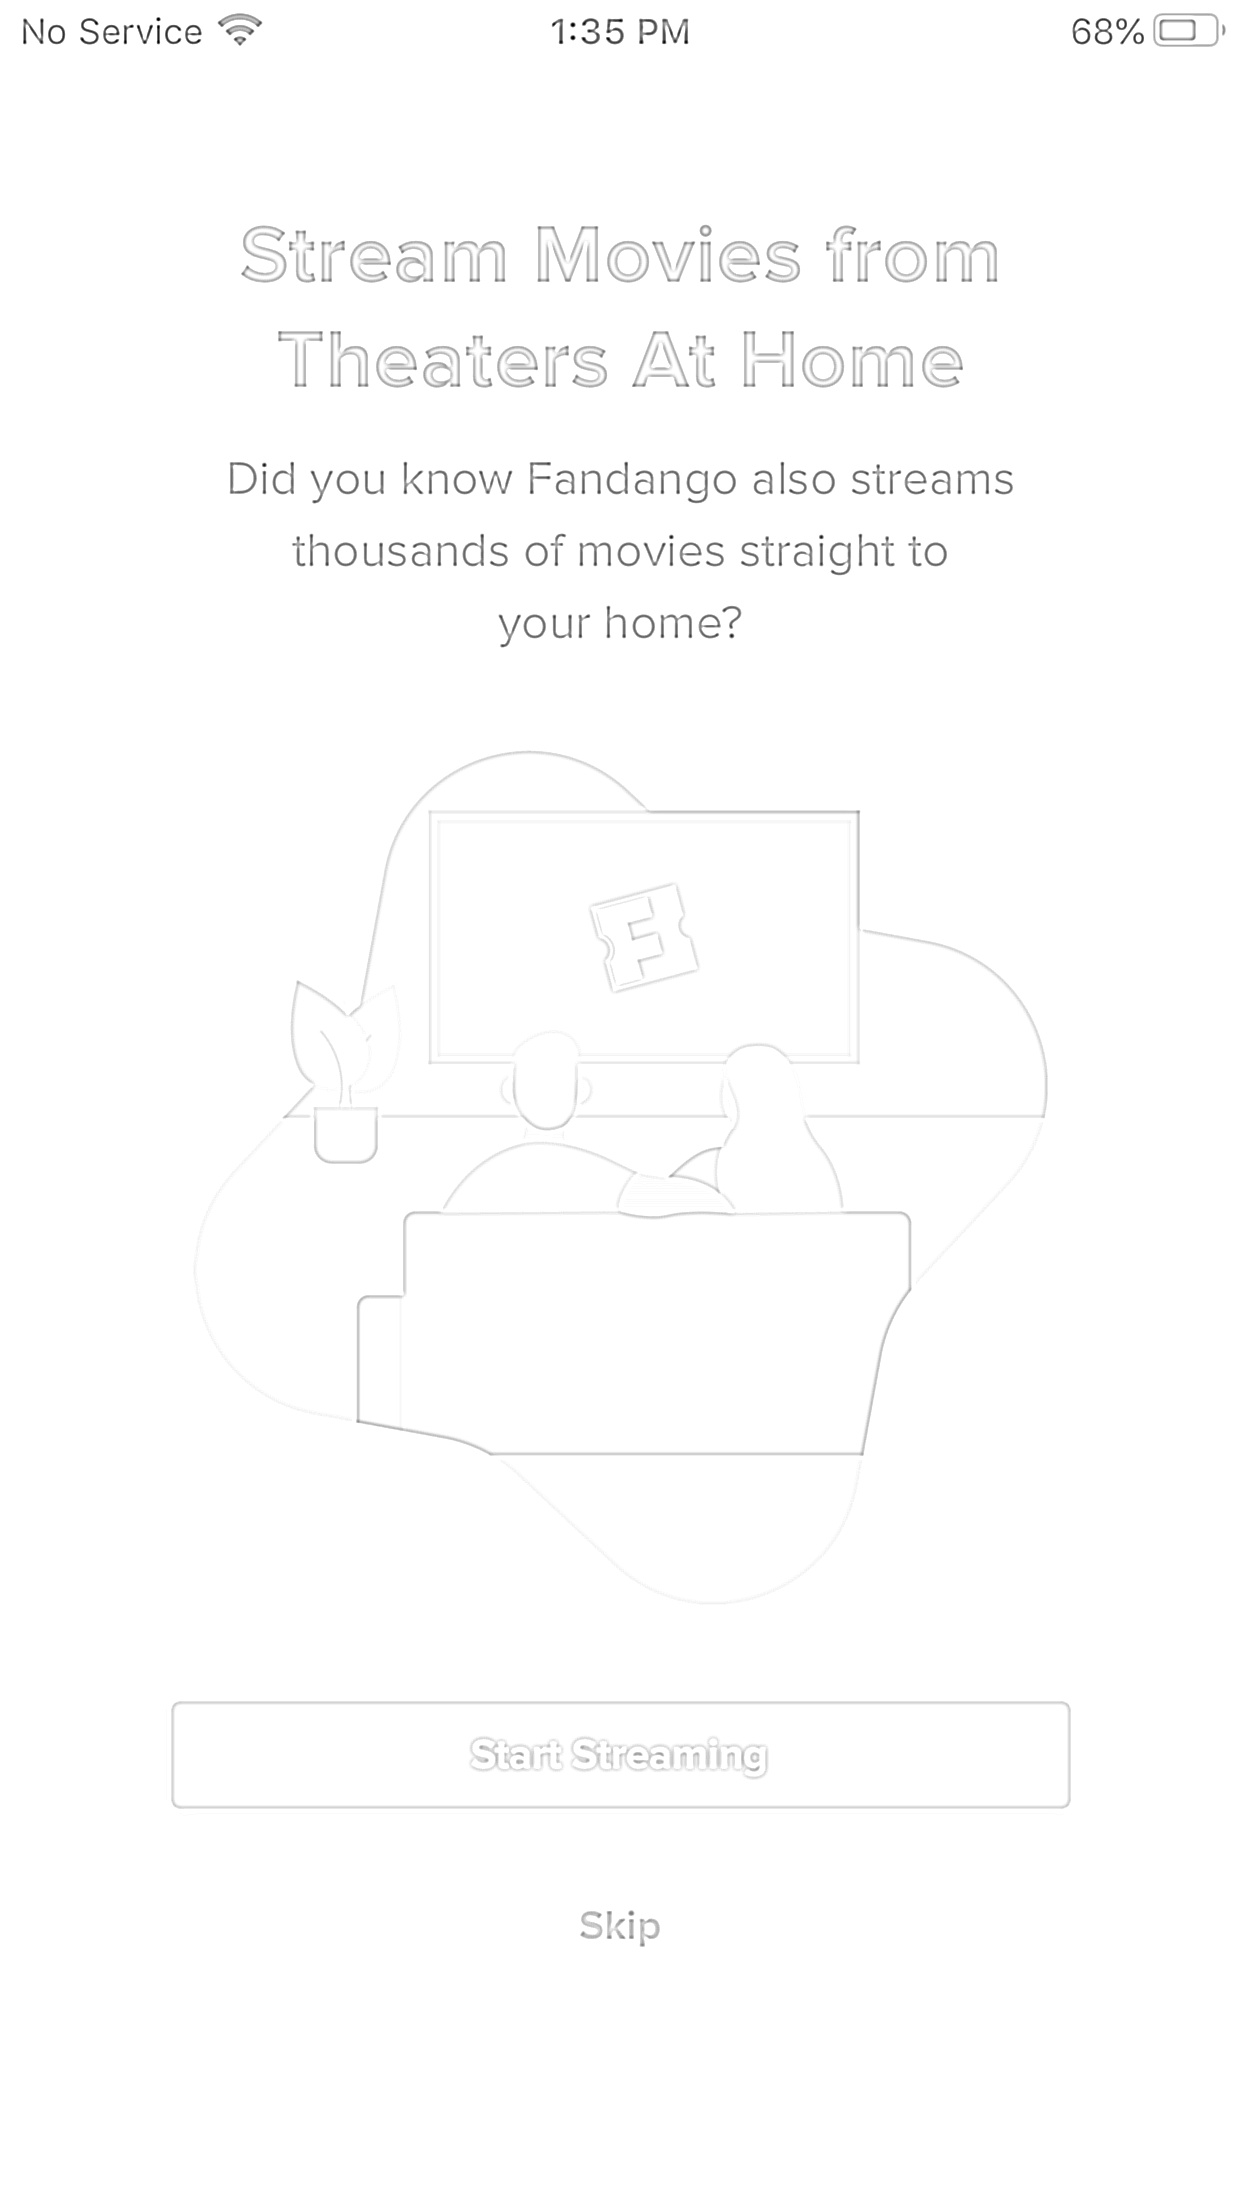 No Service 1:35 PM 68%
Stream Movies from
Theaters At Home
Did you know Fandango also streams
thousands of movies straight to
your home?
F
Start Streaming
Skip